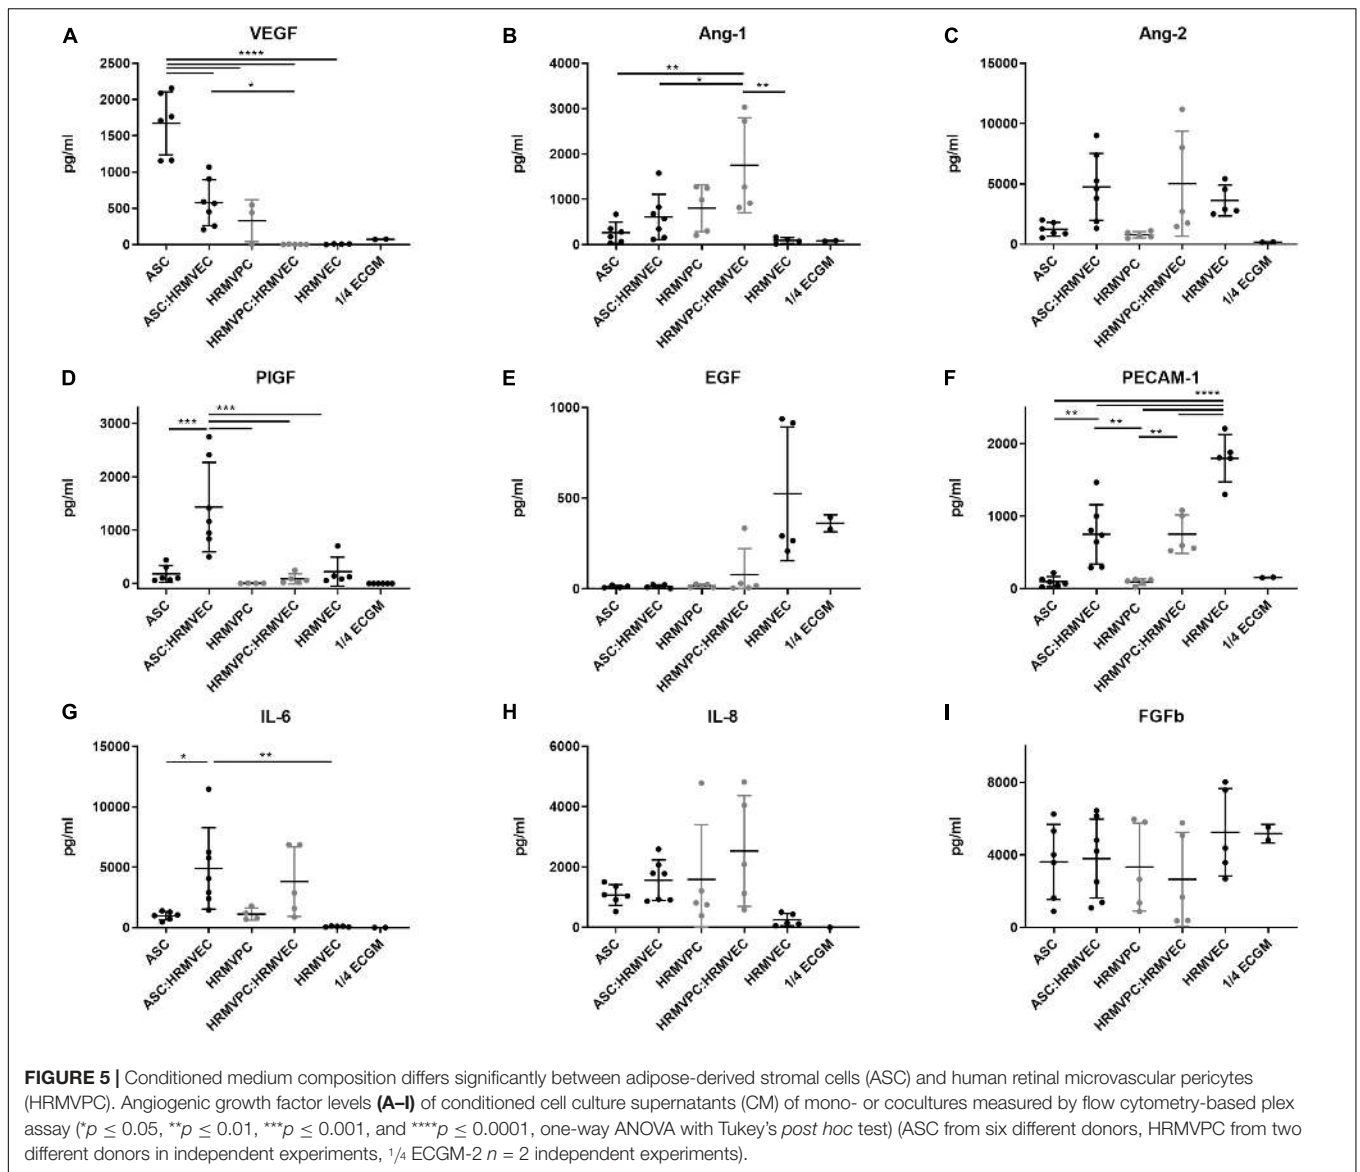 A
VEGF
****
*
2500
2000
1500
1000
500
0
pg/ml
ASC
ASC:HRMVEC
HRMVPC
HRMVPC:HRMVEC
HRMVEC
1/4 ECGM
B
Ang-1
**
*
**
4000
3000
2000
1000
0
pg/ml
ASC
ASC:HRMVEC
HRMVPC
HRMVPC:HRMVEC
HRMVEC
1/4 ECGM
C
Ang-2
15000
10000
5000
0
pg/ml
ASC
ASC:HRMVEC
HRMVPC
HRMVPC:HRMVEC
HRMVEC
1/4 ECGM
D
PIGF
***
***
3000
2000
1000
0
pg/ml
ASC
ASC:HRMVEC
HRMVPC
HRMVPC:HRMVEC
HRMVEC
1/4 ECGM
E
EGF
1000
500
0
pg/ml
ASC
ASC:HRMVEC
HRMVPC
HRMVPC:HRMVEC
HRMVEC
1/4 ECGM
F
PECAM-1
****
**
**
**
2000
1000
0
pg/ml
ASC
ASC:HRMVEC
HRMVPC
HRMVPC:HRMVEC
HRMVEC
1/4 ECGM
G
IL-6
*
**
15000
10000
5000
0
pg/ml
ASC
ASC:HRMVEC
HRMVPC
HRMVPC:HRMVEC
HRMVEC
1/4 ECGM
H
IL-8
6000
4000
2000
0
pg/ml
ASC
ASC:HRMVEC
HRMVPC
HRMVPC:HRMVEC
HRMVEC
1/4 ECGM
I
FGFb
8000
4000
0
pg/ml
ASC
ASC:HRMVEC
HRMVPC
HRMVPC:HRMVEC
HRMVEC
1/4 ECGM
FIGURE 5 | Conditioned medium composition differs significantly between adipose-derived stromal cells (ASC) and human retinal microvascular pericytes
(HRMVPC). Angiogenic growth factor levels (A–I) of conditioned cell culture supernatants (CM) of mono- or cocultures measured by flow cytometry-based plex
assay (*p ≤ 0.05, **p ≤ 0.01, ***p ≤ 0.001, and ****p ≤ 0.0001, one-way ANOVA with Tukey's post hoc test) (ASC from six different donors, HRMVPC from two
different donors in independent experiments, 1/4 ECGM-2 n = 2 independent experiments).